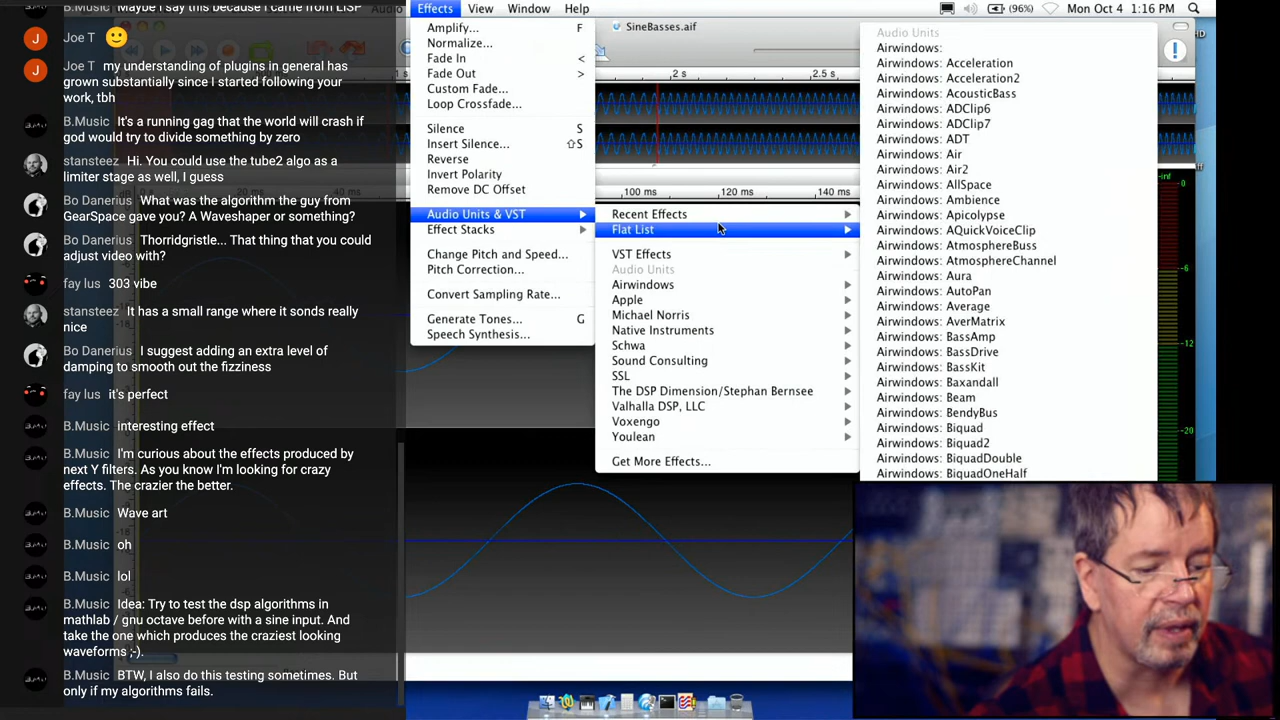 B.Music Maybe I say this because I came from LISP
Joe T 🙂
Joe T my understanding of plugins in general has
grown substantially since I started following your
work, tbh
B.Music It's a running gag that the world will crash if
god would try to divide something by zero
stansteez Hi. You could use the tube2 algo as a
limiter stage as well, I guess
Bo Danerius What was the algorithm the guy from
GearSpace gave you? A Waveshaper or something?
Bo Danerius Thorridgristle... That thing that you could
adjust video with?
fay lus 303 vibe
stansteez It has a small range where it sonds really
nice
Bo Danerius I suggest adding an extra level of
damping to smooth out the fizziness
fay lus it's perfect
B.Music interesting effect
B.Music I'm curious about the effects produced by
next Y filters. As you know I'm looking for crazy
effects. The crazier the better.
B.Music Wave art
B.Music oh
B.Music lol
B.Music Idea: Try to test the dsp algorithms in
mathlab / gnu octave before with a sine input. And
take the one which produces the craziest looking
waveforms ;-).
B.Music BTW, I also do this testing sometimes. But
only if my algorithms fails.
Effects View Window Help
(96%) Mon Oct 4 1:16 PM
SineBasses.aif
2 s 2.5 s
100 ms 120 ms 140 ms
Amplify... F
Normalize...
Fade In <
Fade Out >
Custom Fade...
Loop Crossfade...
Silence S
Insert Silence... ⇧S
Reverse
Invert Polarity
Remove DC Offset
Audio Units & VST
Effect Stacks
Change Pitch and Speed...
Pitch Correction...
Convert Sampling Rate...
Generate Tones... G
Speech Synthesis...
Recent Effects
Flat List
VST Effects
Audio Units
Airwindows
Apple
Michael Norris
Native Instruments
Schwa
Sound Consulting
SSL
The DSP Dimension/Stephan Bernsee
Valhalla DSP, LLC
Voxengo
Youlean
Get More Effects...
Audio Units
Airwindows:
Airwindows: Acceleration
Airwindows: Acceleration2
Airwindows: AcousticBass
Airwindows: ADClip6
Airwindows: ADClip7
Airwindows: ADT
Airwindows: Air
Airwindows: Air2
Airwindows: AllSpace
Airwindows: Ambience
Airwindows: Apicolypse
Airwindows: AQuickVoiceClip
Airwindows: AtmosphereBuss
Airwindows: AtmosphereChannel
Airwindows: Aura
Airwindows: AutoPan
Airwindows: Average
Airwindows: AverMatrix
Airwindows: BassAmp
Airwindows: BassDrive
Airwindows: BassKit
Airwindows: Baxandall
Airwindows: Beam
Airwindows: BendyBus
Airwindows: Biquad
Airwindows: Biquad2
Airwindows: BiquadDouble
Airwindows: BiquadOneHalf
-inf
0
-6
-12
-20